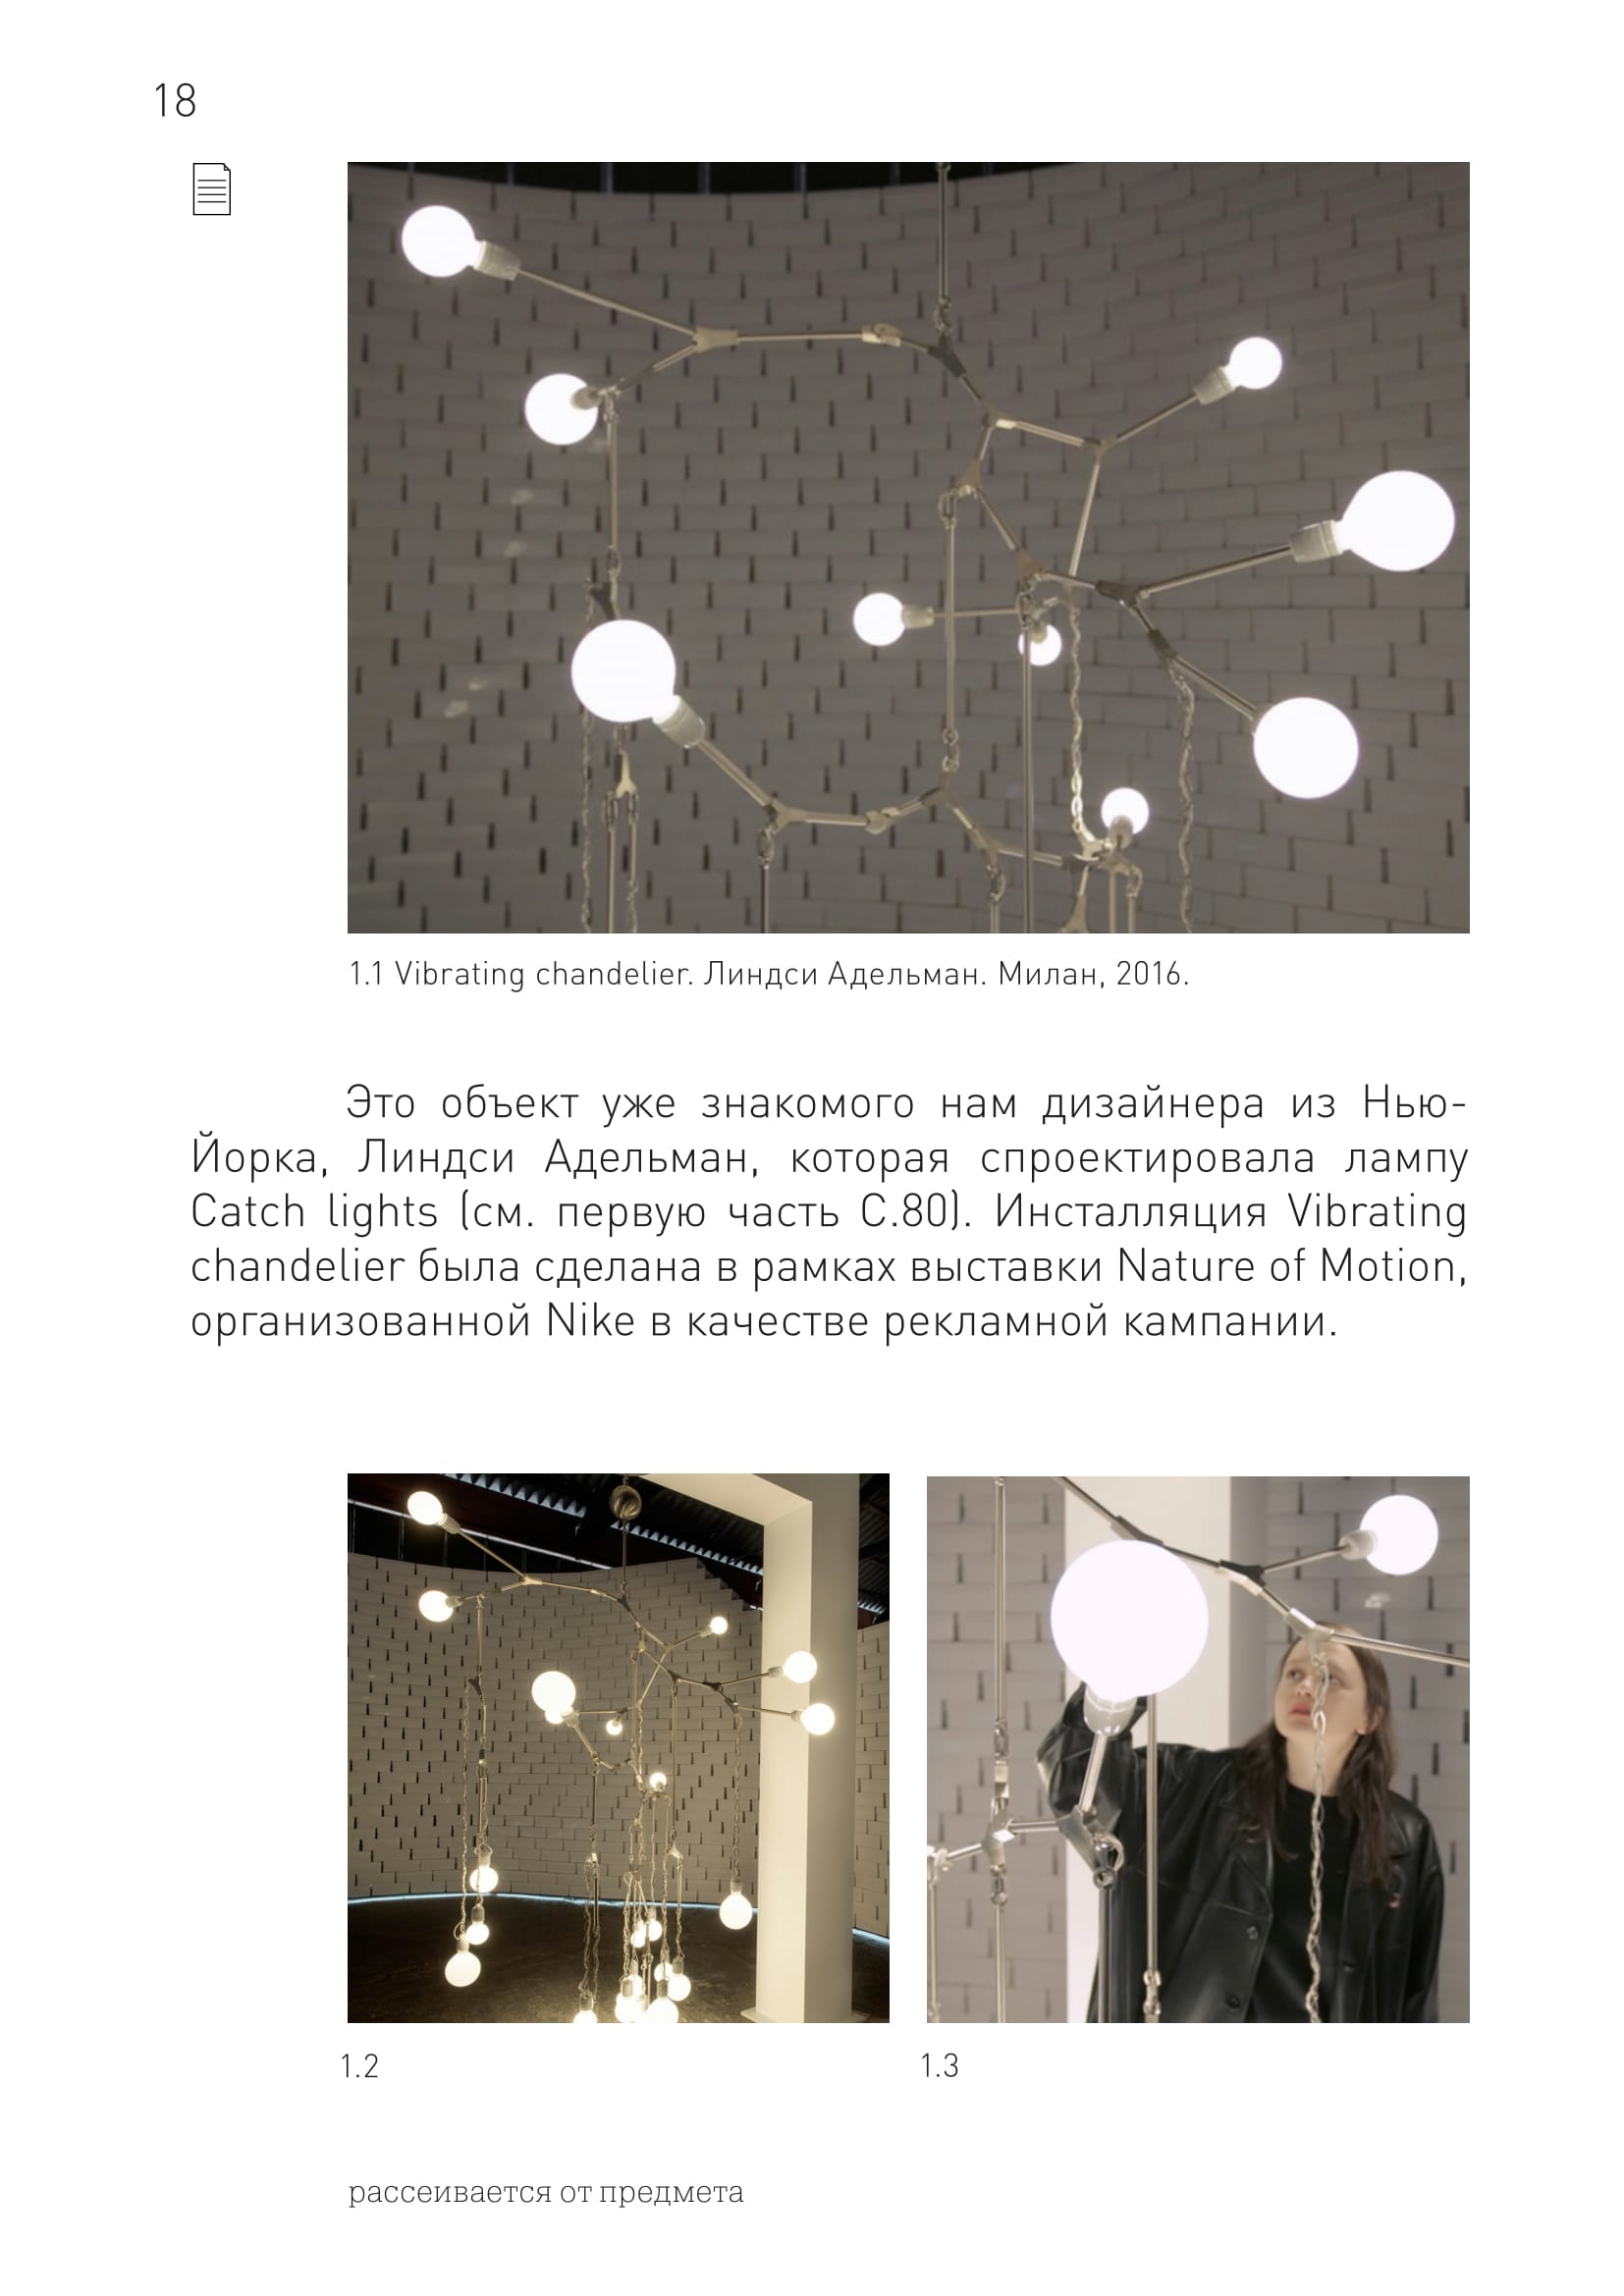 18
1.1 Vibrating chandelier. Линдси Адельман. Милан, 2016.
Это объект уже знакомого нам дизайнера из Нью-
Йорка, Линдси Адельман, которая спроектировала лампу
Catch lights (см. первую часть С.80). Инсталляция Vibrating
chandelier была сделана в рамках выставки Nature of Motion,
организованной Nike в качестве рекламной кампании.
1.2
1.3
рассеивается от предмета